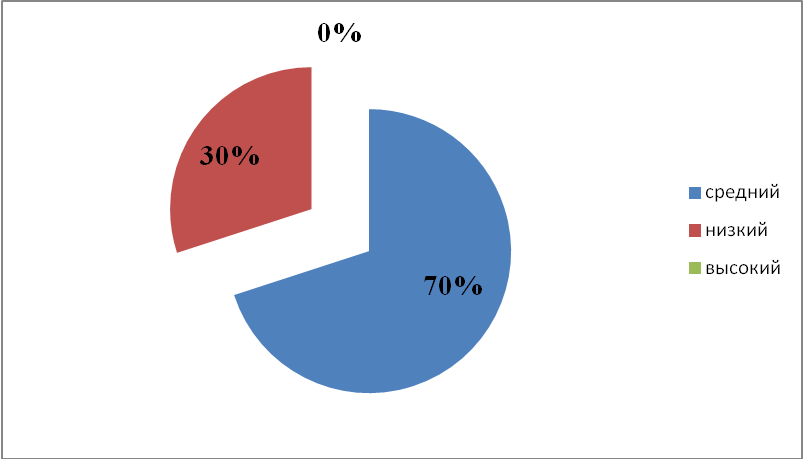 0%
30%
70%
средний
низкий
высокий